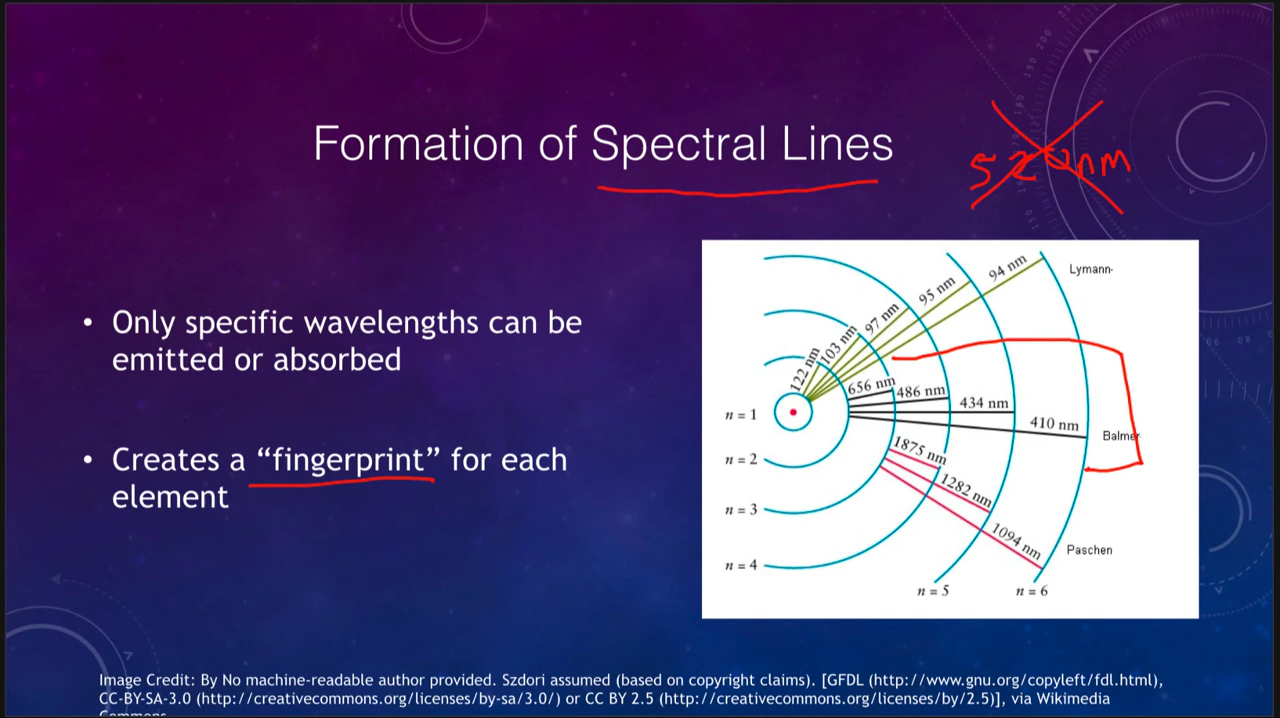 Formation of Spectral Lines
520nm
• Only specific wavelengths can be
emitted or absorbed
• Creates a “fingerprint” for each
element
122 nm
103 nm
97 nm
95 nm
94 nm
Lymann-
656 nm
486 nm
434 nm
410 nm
Balmer
1875 nm
1282 nm
1094 nm
Paschen
n = 1
n = 2
n = 3
n = 4
n = 5
n = 6
Image Credit: By No machine-readable author provided. Szdori assumed (based on copyright claims). [GFDL (http://www.gnu.org/copyleft/fdl.html),
CC-BY-SA-3.0 (http://creativecommons.org/licenses/by-sa/3.0/) or CC BY 2.5 (http://creativecommons.org/licenses/by/2.5)], via Wikimedia
Commons